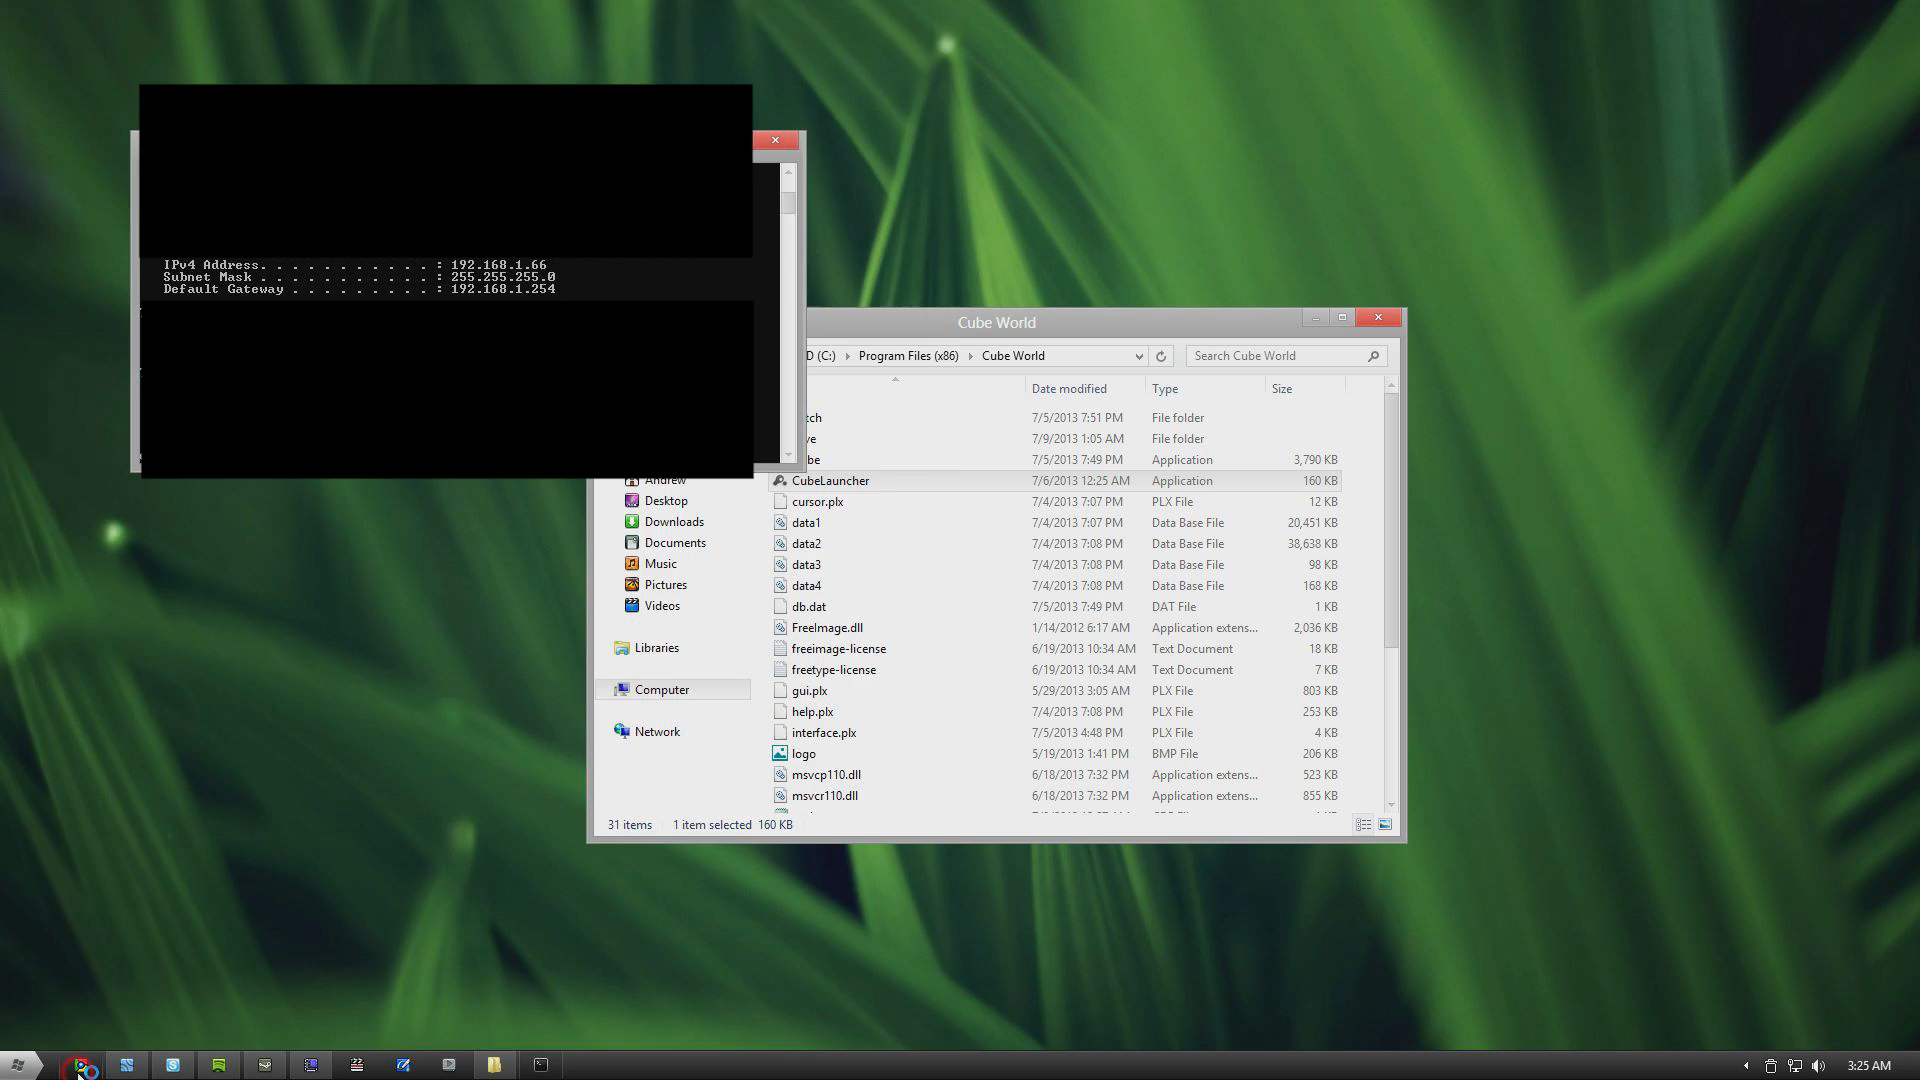 IPv4 Address. . . . . . . . . . . : 192.168.1.66
Subnet Mask . . . . . . . . . . . : 255.255.255.0
Default Gateway . . . . . . . . . : 192.168.1.254
Cube World
D (C:) Program Files (x86) Cube World
Search Cube World
Date modified Type Size
tch 7/5/2013 7:51 PM File folder
ve 7/9/2013 1:05 AM File folder
be 7/5/2013 7:49 PM Application 3,790 KB
CubeLauncher 7/6/2013 12:25 AM Application 160 KB
cursor.plx 7/4/2013 7:07 PM PLX File 12 KB
data1 7/4/2013 7:07 PM Data Base File 20,451 KB
data2 7/4/2013 7:08 PM Data Base File 38,638 KB
data3 7/4/2013 7:08 PM Data Base File 98 KB
data4 7/4/2013 7:08 PM Data Base File 168 KB
db.dat 7/5/2013 7:49 PM DAT File 1 KB
FreeImage.dll 1/14/2012 6:17 AM Application extens... 2,036 KB
freeimage-license 6/19/2013 10:34 AM Text Document 18 KB
freetype-license 6/19/2013 10:34 AM Text Document 7 KB
gui.plx 5/29/2013 3:05 AM PLX File 803 KB
help.plx 7/4/2013 7:08 PM PLX File 253 KB
interface.plx 7/5/2013 4:48 PM PLX File 4 KB
logo 5/19/2013 1:41 PM BMP File 206 KB
msvcp110.dll 6/18/2013 7:32 PM Application extens... 523 KB
msvcr110.dll 6/18/2013 7:32 PM Application extens... 855 KB
Andrew
Desktop
Downloads
Documents
Music
Pictures
Videos
Libraries
Computer
Network
31 items 1 item selected 160 KB
3:25 AM